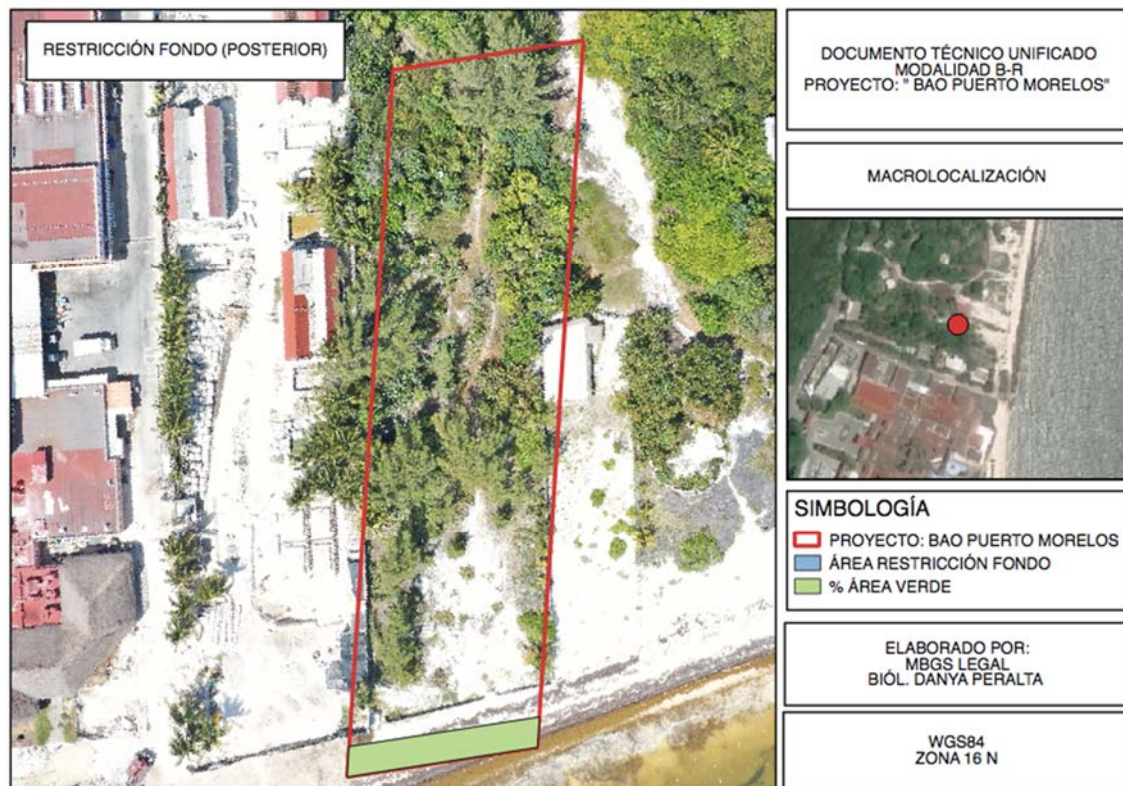 RESTRICCIÓN FONDO (POSTERIOR)
DOCUMENTO TÉCNICO UNIFICADO
MODALIDAD B-R
PROYECTO: " BAO PUERTO MORELOS"
MACROLOCALIZACIÓN
SIMBOLOGÍA
PROYECTO: BAO PUERTO MORELOS
ÁREA RESTRICCIÓN FONDO
% ÁREA VERDE
ELABORADO POR:
MBGS LEGAL
BIÓL. DANYA PERALTA
WGS84
ZONA 16 N